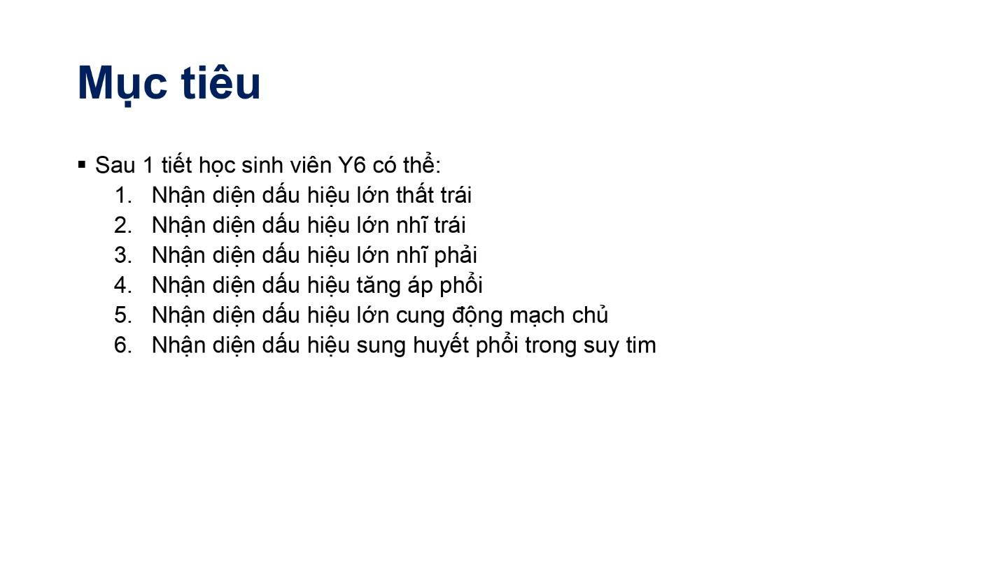 Mục tiêu
▪ Sau 1 tiết học sinh viên Y6 có thể:
1. Nhận diện dấu hiệu lớn thất trái
2. Nhận diện dấu hiệu lớn nhĩ trái
3. Nhận diện dấu hiệu lớn nhĩ phải
4. Nhận diện dấu hiệu tăng áp phổi
5. Nhận diện dấu hiệu lớn cung động mạch chủ
6. Nhận diện dấu hiệu sung huyết phổi trong suy tim